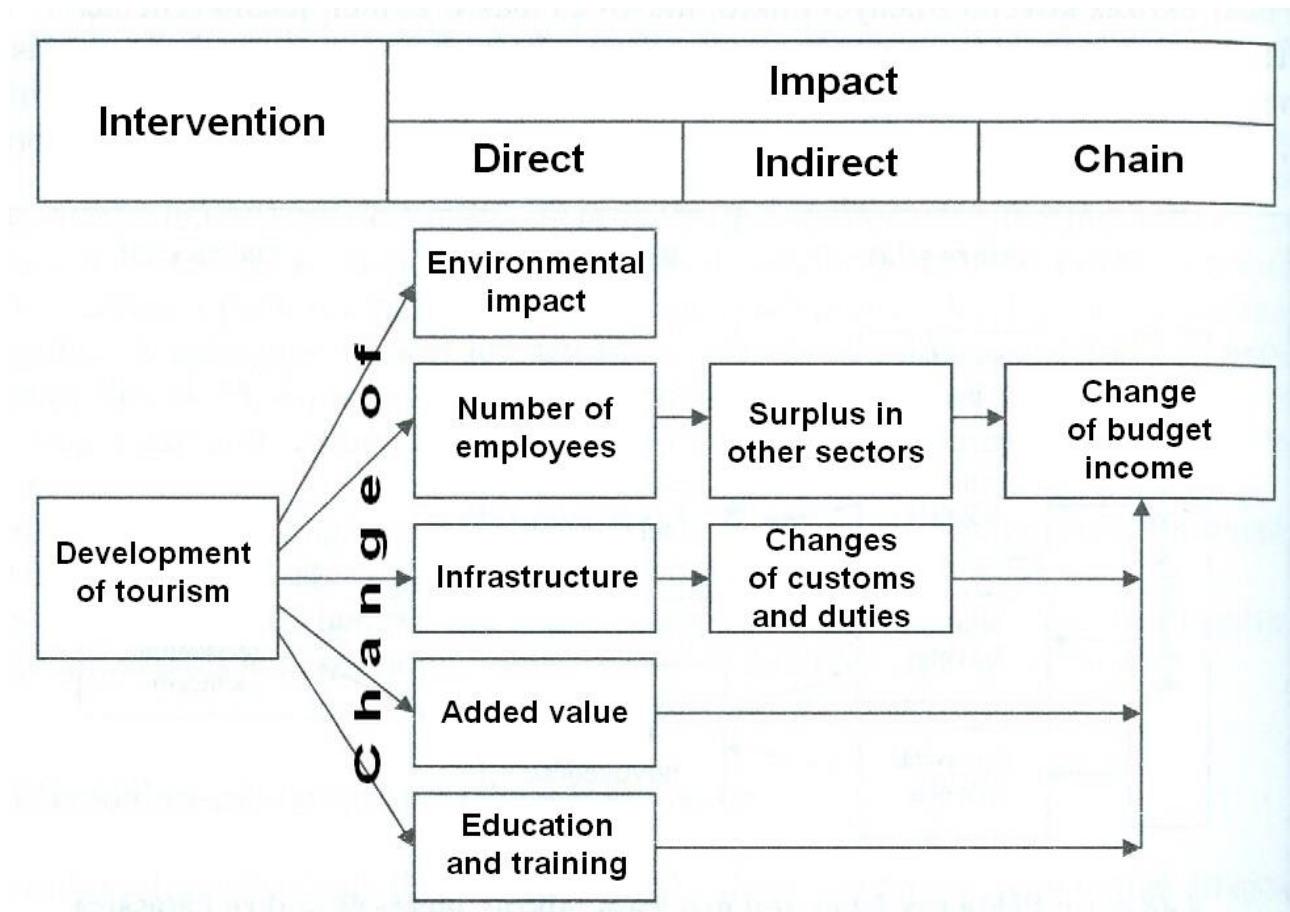 Intervention
Impact
Direct
Indirect
Chain
Change of
Environmental
impact
Number of
employees
Surplus in
other sectors
Change
of budget
income
Development
of tourism
Infrastructure
Changes
of customs
and duties
Added value
Education
and training